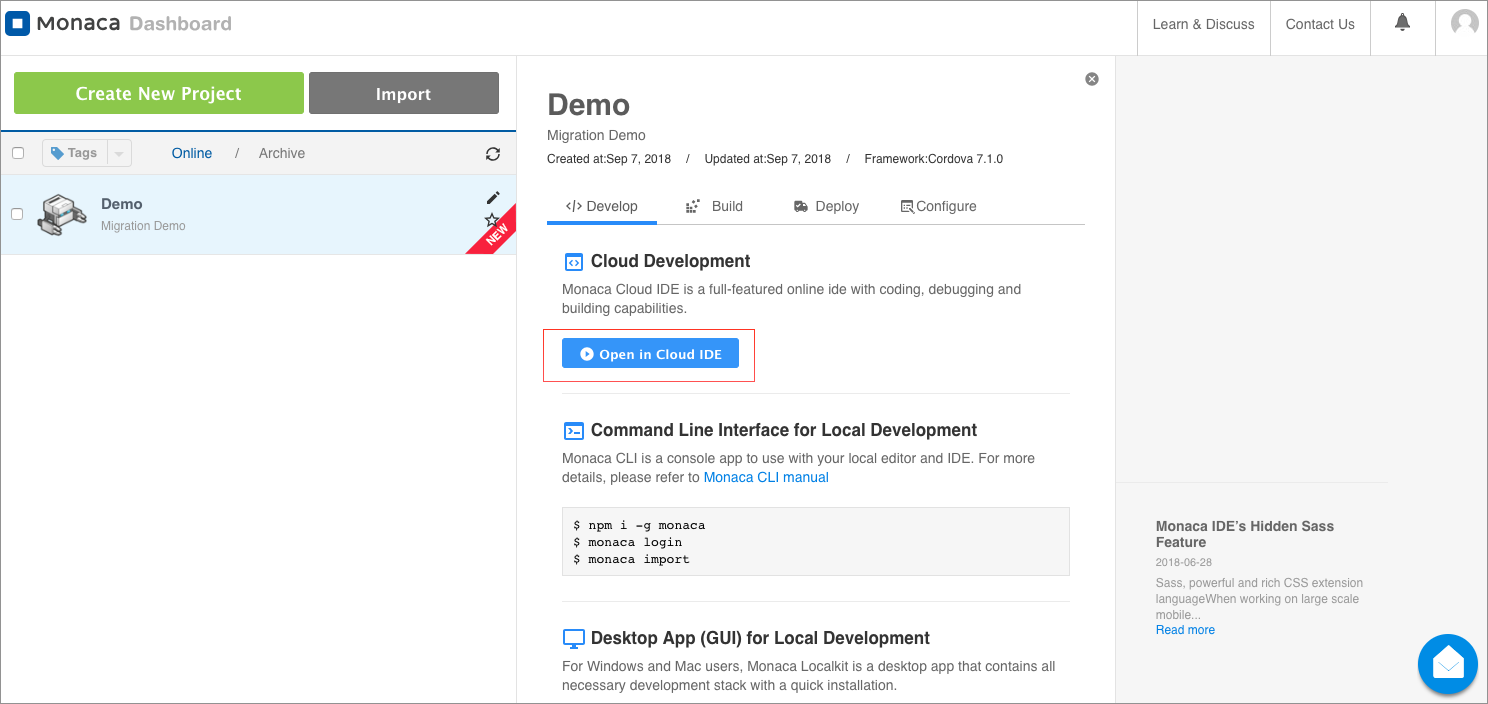 Monaca Dashboard
Learn & Discuss
Contact Us
Create New Project
Import
Tags
Online / Archive
Demo
Migration Demo
NEW
Demo
Migration Demo
Created at:Sep 7, 2018 / Updated at:Sep 7, 2018 / Framework:Cordova 7.1.0
Develop
Build
Deploy
Configure
Cloud Development
Monaca Cloud IDE is a full-featured online ide with coding, debugging and
building capabilities.
Open in Cloud IDE
Command Line Interface for Local Development
Monaca CLI is a console app to use with your local editor and IDE. For more
details, please refer to Monaca CLI manual
$ npm i -g monaca
$ monaca login
$ monaca import
Desktop App (GUI) for Local Development
For Windows and Mac users, Monaca Localkit is a desktop app that contains all
necessary development stack with a quick installation.
Monaca IDE’s Hidden Sass
Feature
2018-06-28
Sass, powerful and rich CSS extension
languageWhen working on large scale
mobile...
Read more